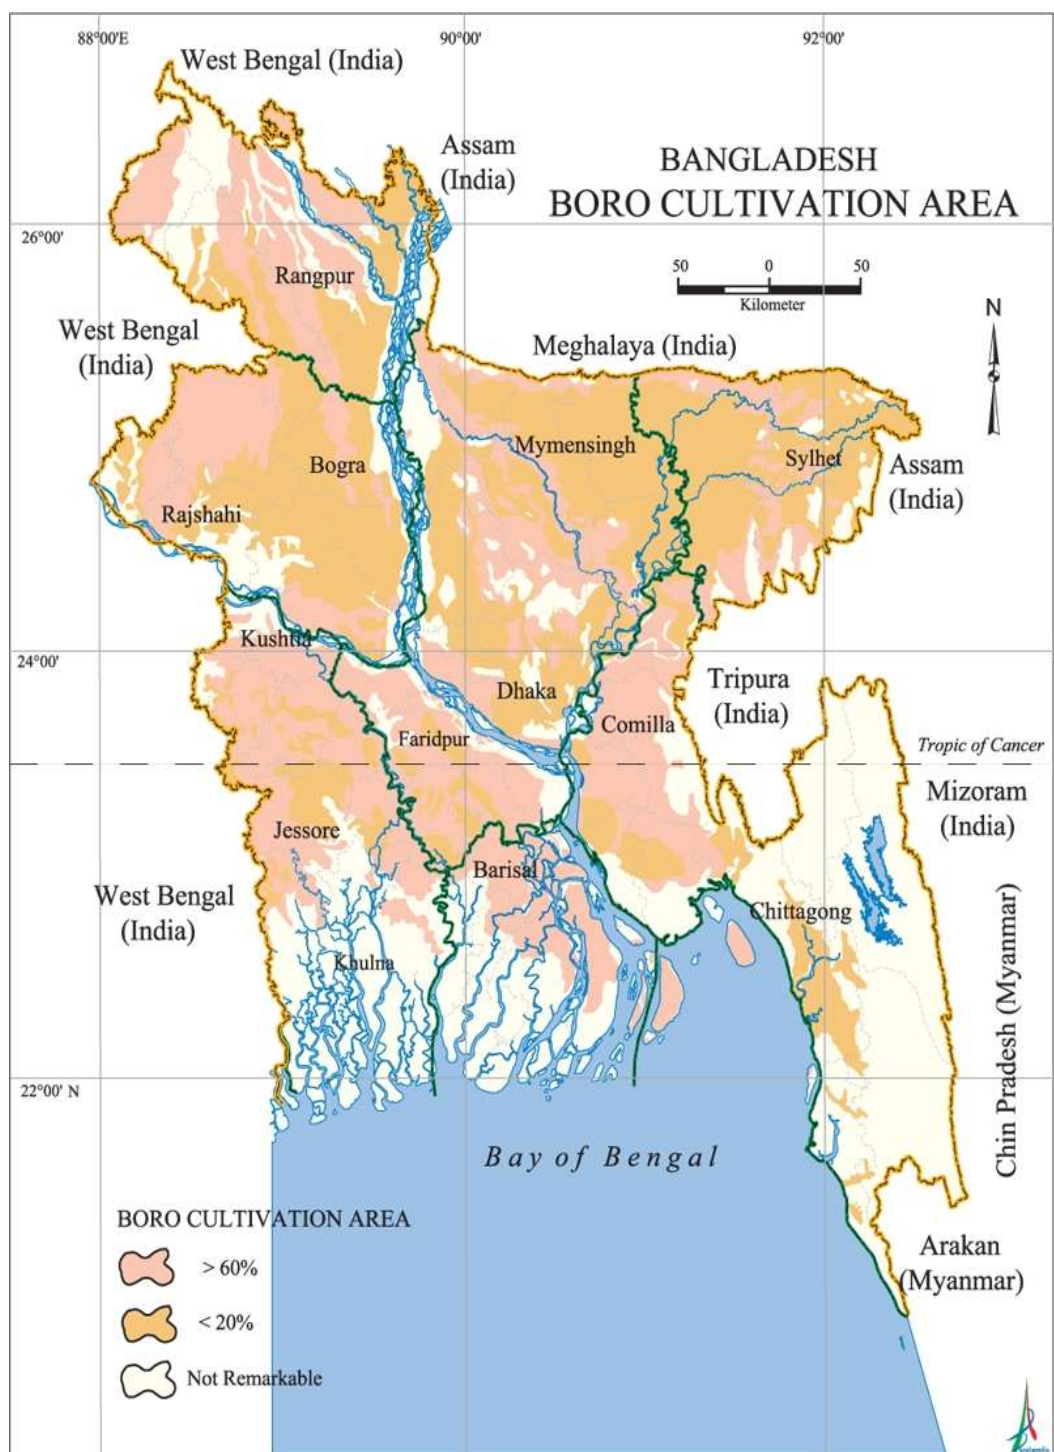 88°00'E
90°00'
92°00'
West Bengal (India)
Assam
(India)
BANGLADESH
BORO CULTIVATION AREA
26°00'
50
0
50
Kilometer
N
Rangpur
West Bengal
(India)
Meghalaya (India)
Mymensingh
Sylhet
Assam
(India)
Bogra
Rajshahi
Kushtia
24°00'
Dhaka
Tripura
(India)
Comilla
Faridpur
Tropic of Cancer
Mizoram
(India)
Jessore
Barisal
West Bengal
(India)
Chittagong
Khulna
Chin Pradesh (Myanmar)
22°00' N
Bay of Bengal
BORO CULTIVATION AREA
> 60%
< 20%
Not Remarkable
Arakan
(Myanmar)